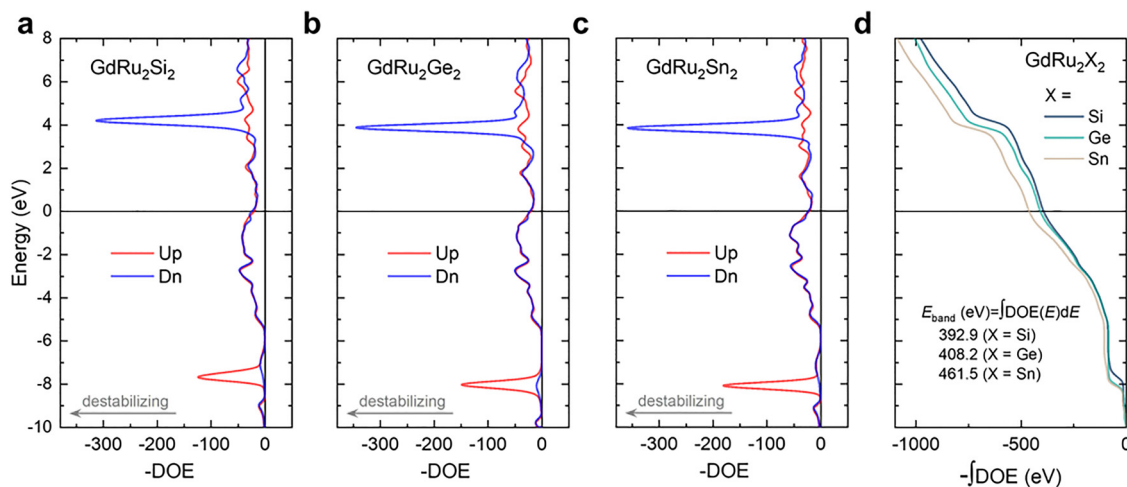 a
b
c
d
8
6
4
2
0
-2
-4
-6
-8
-10
Energy (eV)
GdRu₂Si₂
Up
Dn
destabilizing
-300 -200 -100 0
-DOE
GdRu₂Ge₂
Up
Dn
destabilizing
-300 -200 -100 0
-DOE
GdRu₂Sn₂
Up
Dn
destabilizing
-300 -200 -100 0
-DOE
GdRu₂X₂
X =
Si
Ge
Sn
E_band (eV)=∫DOE(E)dE
392.9 (X = Si)
408.2 (X = Ge)
461.5 (X = Sn)
-1000 -500 0
-∫DOE (eV)